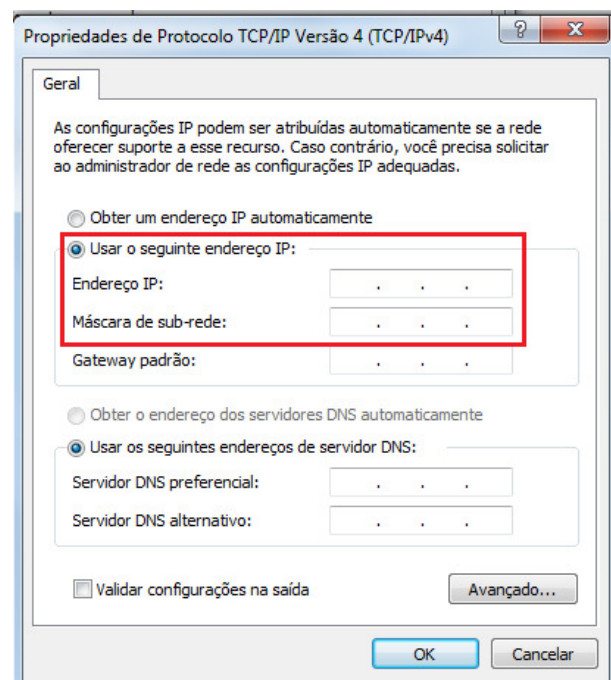 Propriedades de Protocolo TCP/IP Versão 4 (TCP/IPv4)
Geral
As configurações IP podem ser atribuídas automaticamente se a rede
oferecer suporte a esse recurso. Caso contrário, você precisa solicitar
ao administrador de rede as configurações IP adequadas.
Obter um endereço IP automaticamente
Usar o seguinte endereço IP:
Endereço IP:
Máscara de sub-rede:
Gateway padrão:
Obter o endereço dos servidores DNS automaticamente
Usar os seguintes endereços de servidor DNS:
Servidor DNS preferencial:
Servidor DNS alternativo:
Validar configurações na saída
Avançado...
OK
Cancelar